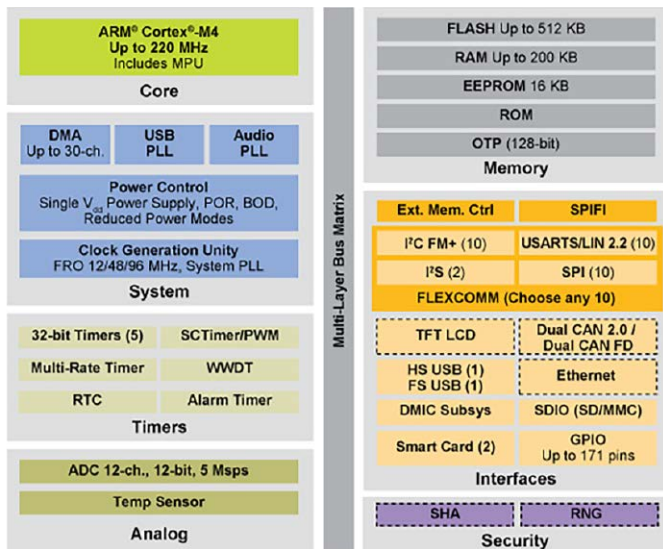 ARM® Cortex®-M4
Up to 220 MHz
Includes MPU
Core
DMA
Up to 30-ch.
USB
PLL
Audio
PLL
Power Control
Single Vdd Power Supply, POR, BOD,
Reduced Power Modes
Clock Generation Unity
FRO 12/48/96 MHz, System PLL
System
32-bit Timers (5)
SCTimer/PWM
Multi-Rate Timer
WWDT
RTC
Alarm Timer
Timers
ADC 12-ch., 12-bit, 5 Msps
Temp Sensor
Analog
Multi-Layer Bus Matrix
FLASH Up to 512 KB
RAM Up to 200 KB
EEPROM 16 KB
ROM
OTP (128-bit)
Memory
Ext. Mem. Ctrl
SPIFI
I²C FM+ (10)
USARTS/LIN 2.2 (10)
I²S (2)
SPI (10)
FLEXCOMM (Choose any 10)
TFT LCD
Dual CAN 2.0 /
Dual CAN FD
HS USB (1)
FS USB (1)
Ethernet
DMIC Subsys
SDIO (SD/MMC)
Smart Card (2)
GPIO
Up to 171 pins
Interfaces
SHA
RNG
Security